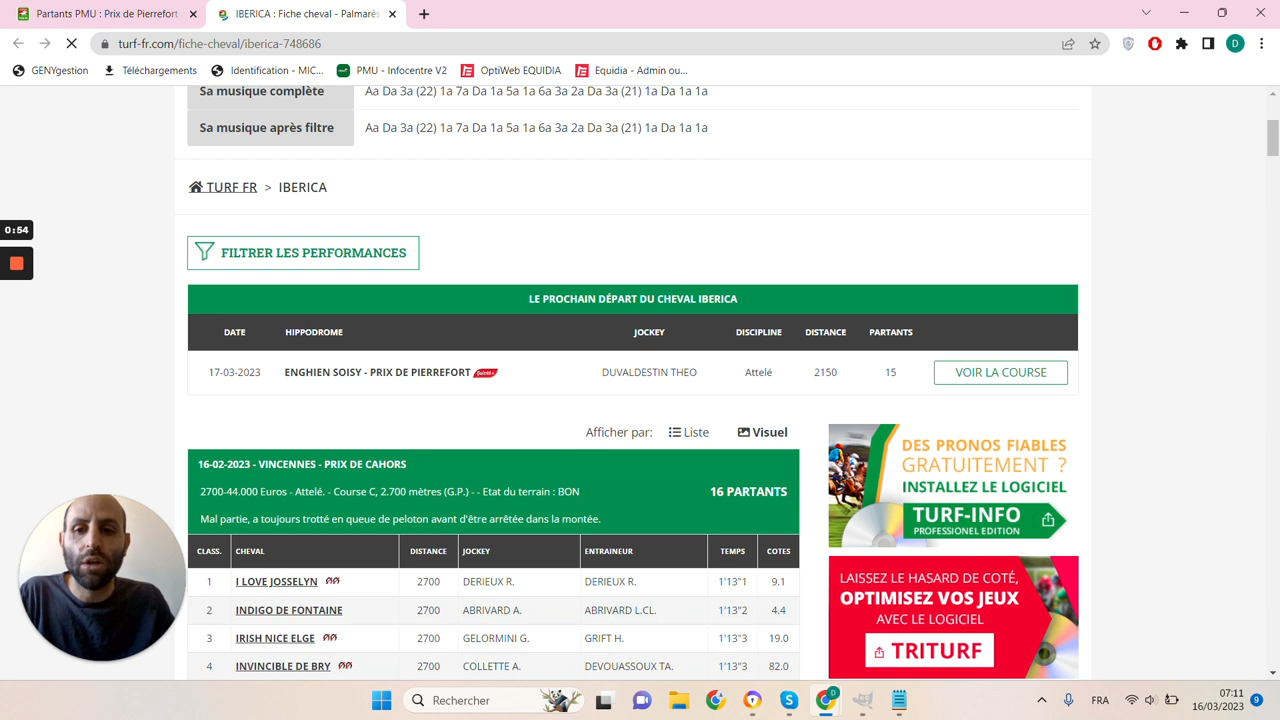 Partants PMU : Prix de Pierrefort
IBERICA : Fiche cheval - Palmarès
turf-fr.com/fiche-cheval/iberica-748686
D
GENYgestion
Téléchargements
Identification - MIC...
PMU - Infocentre V2
OptiWeb EQUIDIA
Equidia - Admin ou...
Sa musique complète Aa Da 3a (22) 1a 7a Da 1a 5a 1a 6a 3a 2a Da 3a (21) 1a Da 1a 1a
Sa musique après filtre Aa Da 3a (22) 1a 7a Da 1a 5a 1a 6a 3a 2a Da 3a (21) 1a Da 1a 1a
TURF FR > IBERICA
0:54
FILTRER LES PERFORMANCES
LE PROCHAIN DÉPART DU CHEVAL IBERICA
DATE HIPPODROME JOCKEY DISCIPLINE DISTANCE PARTANTS
17-03-2023 ENGHIEN SOISY - PRIX DE PIERREFORT Quinté+ DUVALDESTIN THEO Attelé 2150 15 VOIR LA COURSE
Afficher par: Liste Visuel
16-02-2023 - VINCENNES - PRIX DE CAHORS
2700-44.000 Euros - Attelé. - Course C, 2.700 mètres (G.P.) - - Etat du terrain : BON
16 PARTANTS
Mal partie, a toujours trotté en queue de peloton avant d'être arrêtée dans la montée.
CLASS. CHEVAL DISTANCE JOCKEY ENTRAINEUR TEMPS COTES
1 I LOVE JOSSELYN 2700 DERIEUX R. DERIEUX R. 1'13"1 9.1
2 INDIGO DE FONTAINE 2700 ABRIVARD A. ABRIVARD L.CL. 1'13"2 4.4
3 IRISH NICE ELGE 2700 GELORMINI G. GRIFT H. 1'13"3 19.0
4 INVINCIBLE DE BRY 2700 COLLETTE A. DEVOUASSOUX TA. 1'13"3 82.0
DES PRONOS FIABLES
GRATUITEMENT ?
INSTALLEZ LE LOGICIEL
TURF-INFO
PROFESSIONEL EDITION
LAISSEZ LE HASARD DE COTÉ,
OPTIMISEZ VOS JEUX
AVEC LE LOGICIEL
TRITURF
Rechercher
D
FRA
07:11
16/03/2023
9